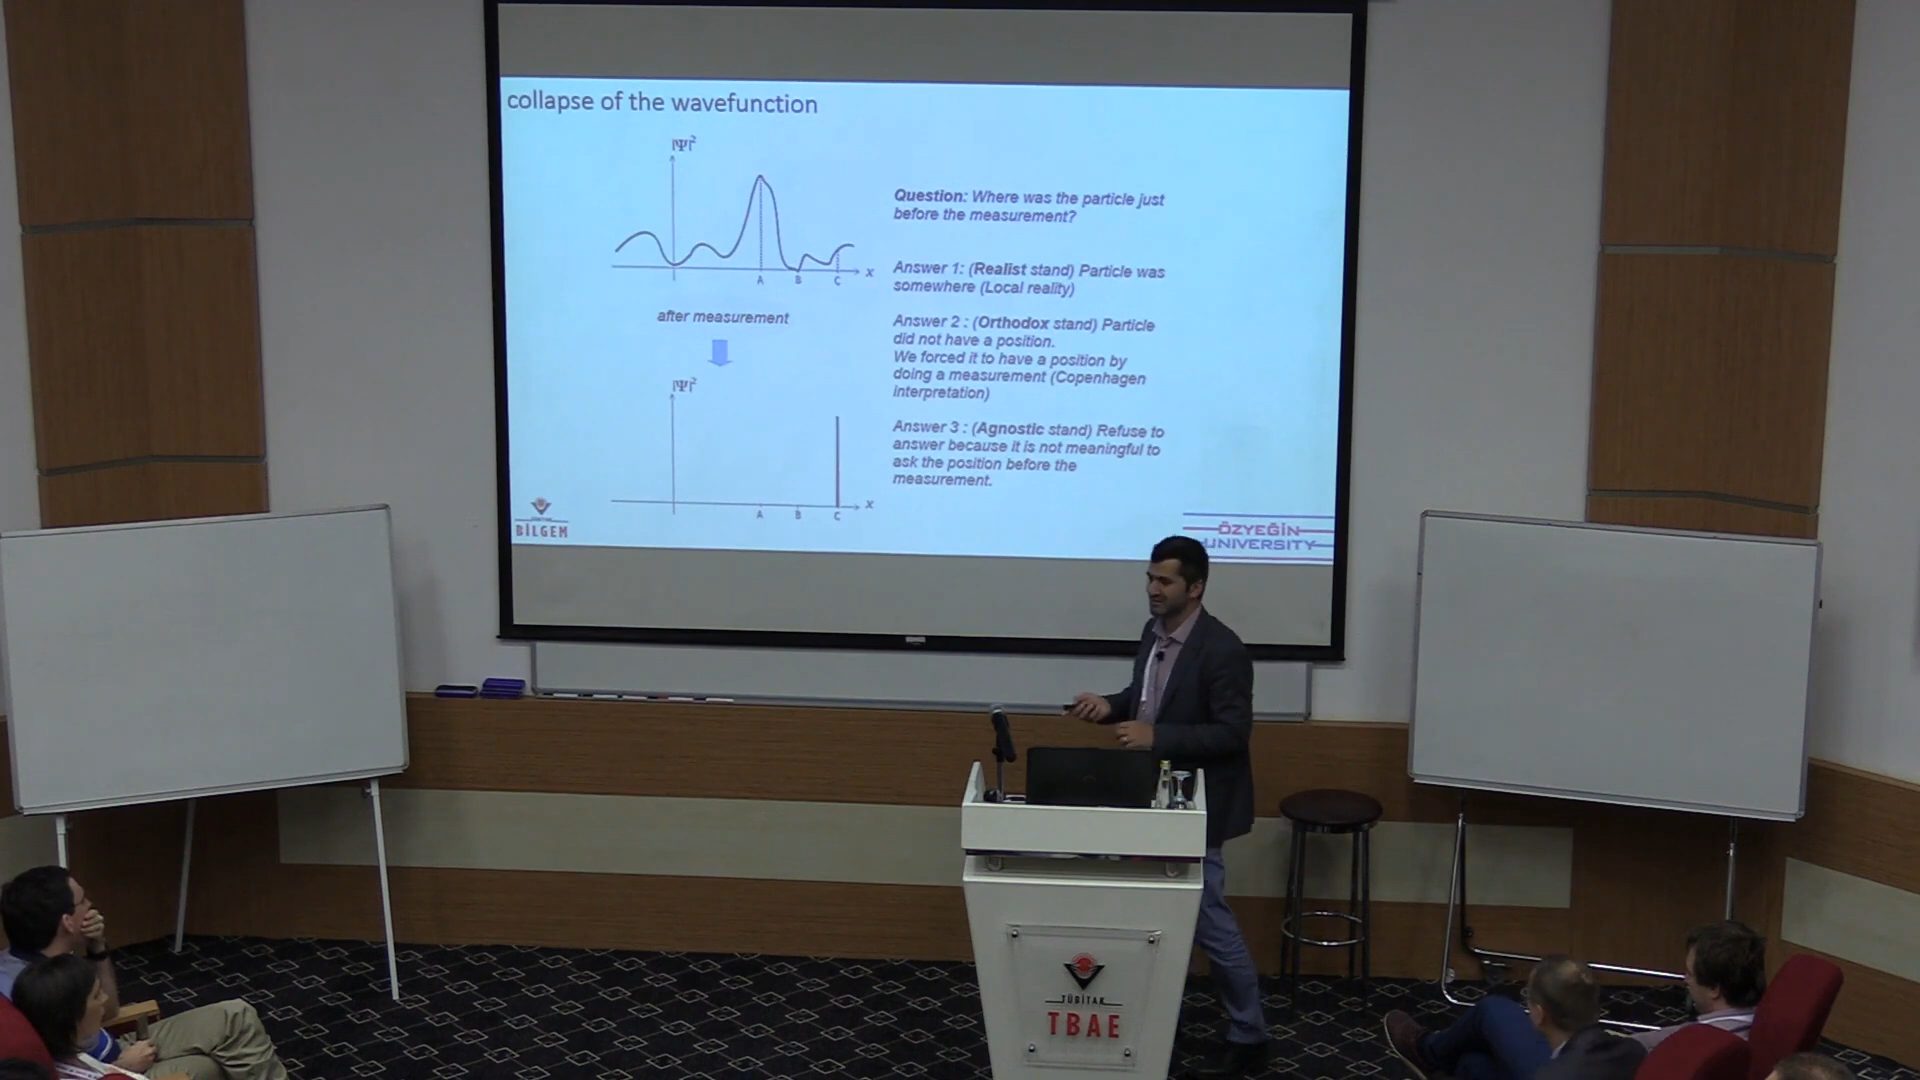 collapse of the wavefunction
|Ψ|²
A
B
C
x
after measurement
|Ψ|²
A
B
C
x
Question: Where was the particle just
before the measurement?
Answer 1: (Realist stand) Particle was
somewhere (Local reality)
Answer 2 : (Orthodox stand) Particle
did not have a position.
We forced it to have a position by
doing a measurement (Copenhagen
interpretation)
Answer 3 : (Agnostic stand) Refuse to
answer because it is not meaningful to
ask the position before the
measurement.
BİLGEM
ÖZYEĞİN
UNIVERSITY
TÜBİTAK
TBAE